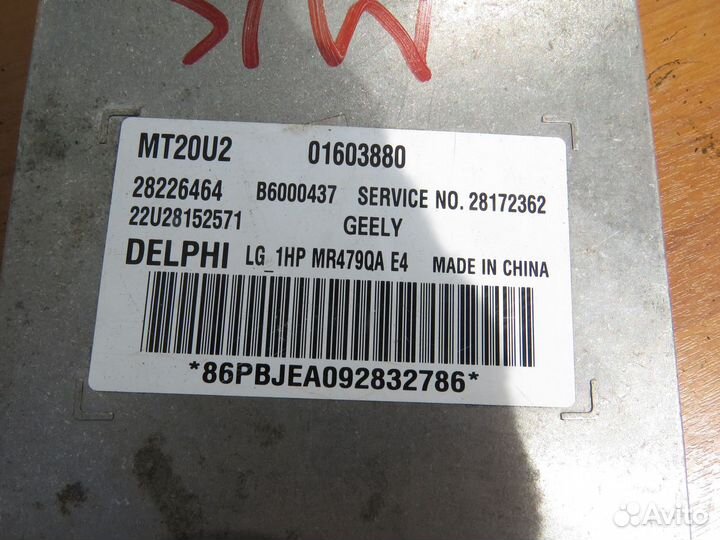 MT20U2 01603880
28226464 B6000437 SERVICE NO. 28172362
22U28152571 GEELY
DELPHI LG_1HP MR479QA E4 MADE IN CHINA
*86PBJEA092832786*
Avito